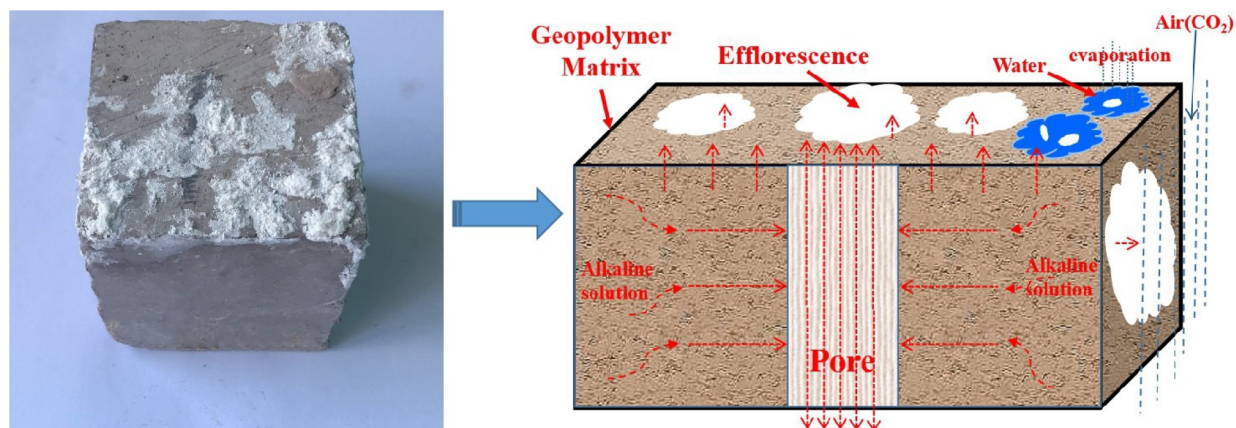 Air(CO2)
Geopolymer
Matrix
Efflorescence
Water
evaporation
Alkaline
solution
Alkaline
solution
Pore